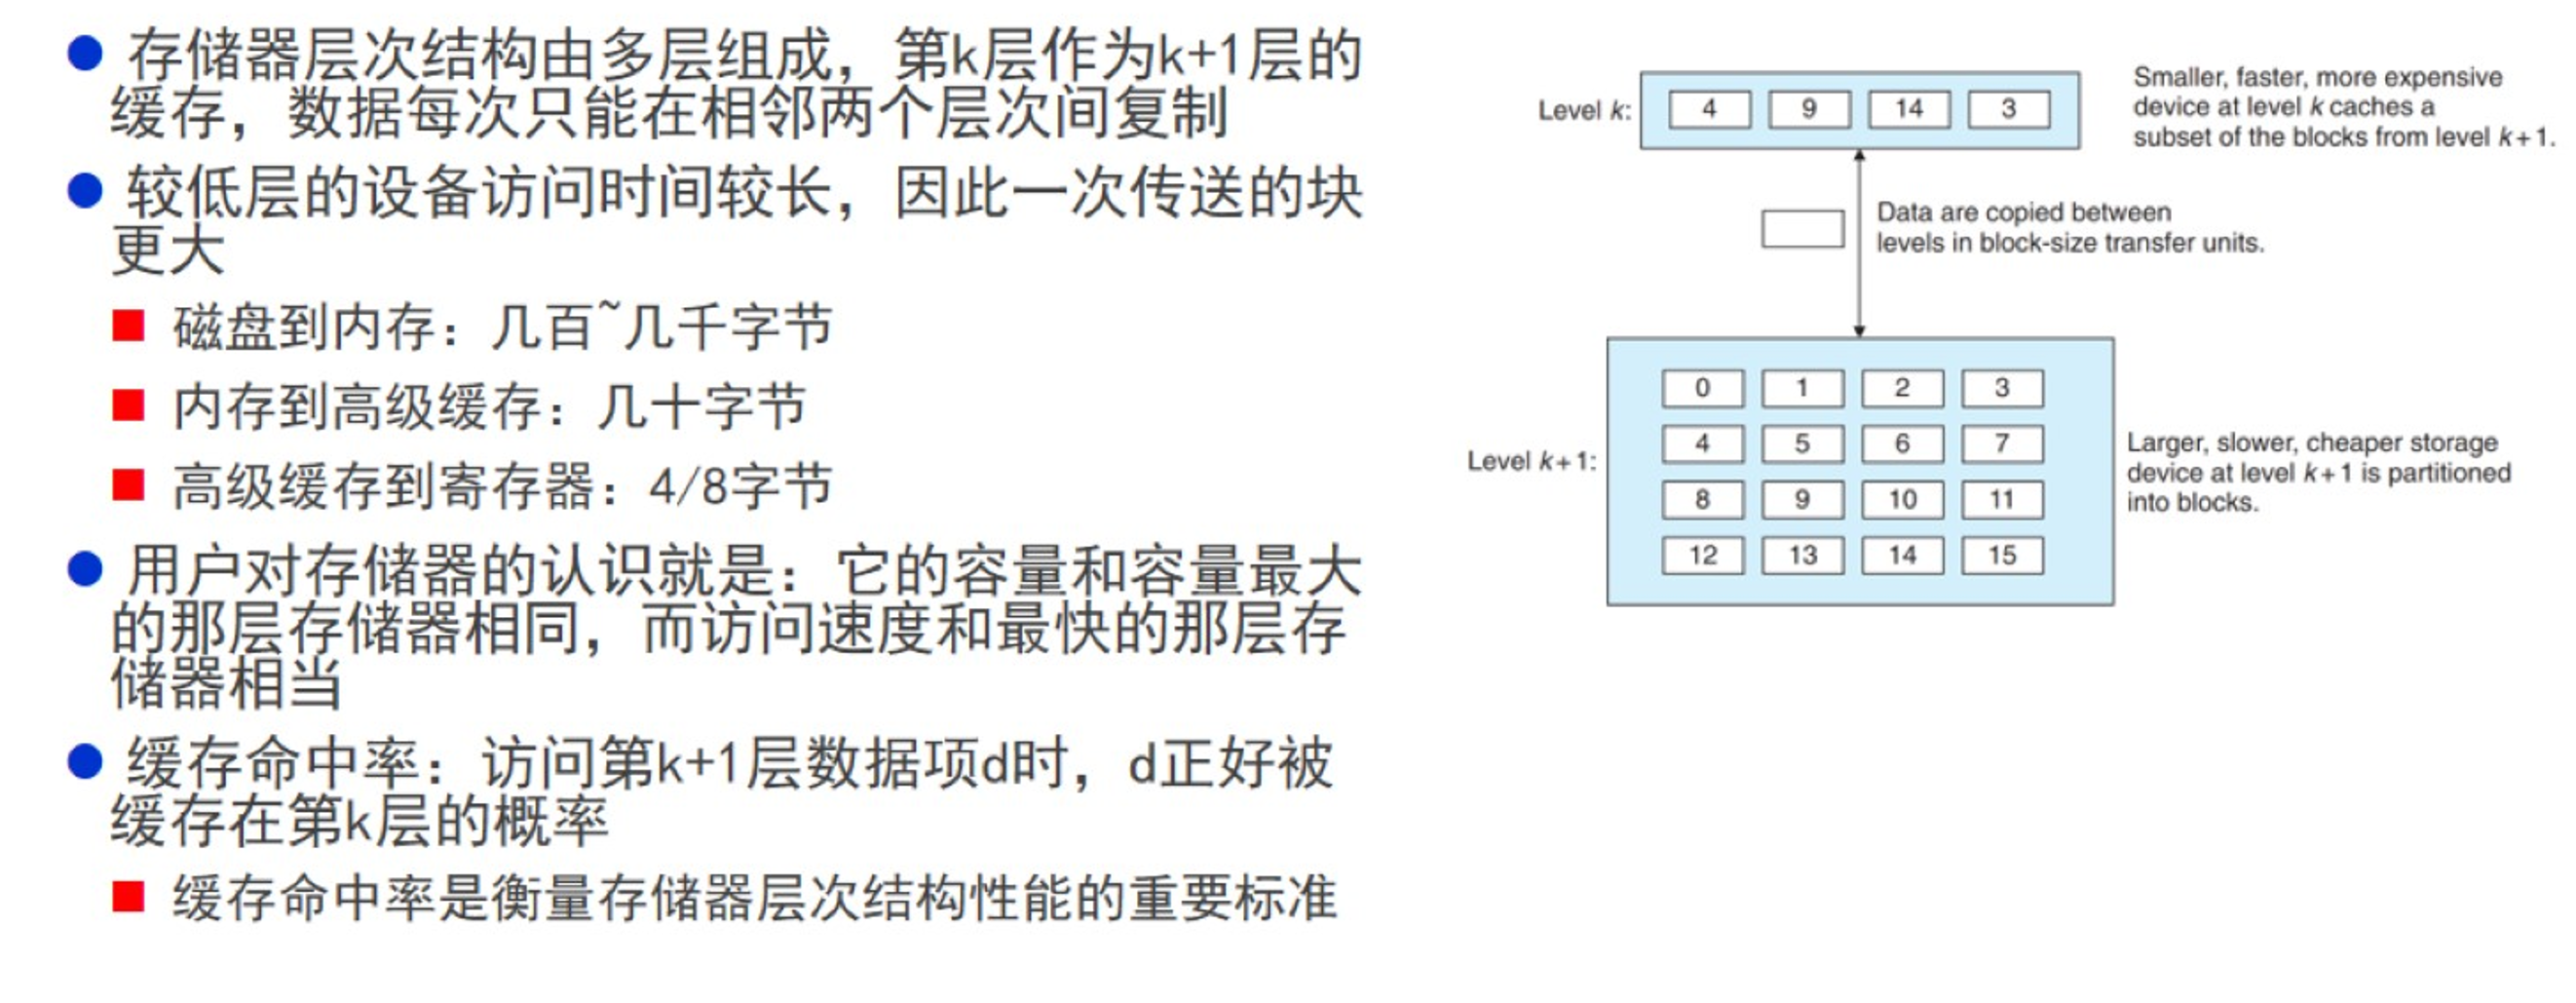 存储器层次结构由多层组成，第k层作为k+1层的
缓存，数据每次只能在相邻两个层次间复制
较低层的设备访问时间较长，因此一次传送的块
更大
磁盘到内存：几百~几千字节
内存到高级缓存：几十字节
高级缓存到寄存器：4/8字节
用户对存储器的认识就是：它的容量和容量最大
的那层存储器相同，而访问速度和最快的那层存
储器相当
缓存命中率：访问第k+1层数据项d时，d正好被
缓存在第k层的概率
缓存命中率是衡量存储器层次结构性能的重要标准
Level k:
4 9 14 3
Smaller, faster, more expensive
device at level k caches a
subset of the blocks from level k+1.
Data are copied between
levels in block-size transfer units.
Level k+1:
0 1 2 3
4 5 6 7
8 9 10 11
12 13 14 15
Larger, slower, cheaper storage
device at level k+1 is partitioned
into blocks.